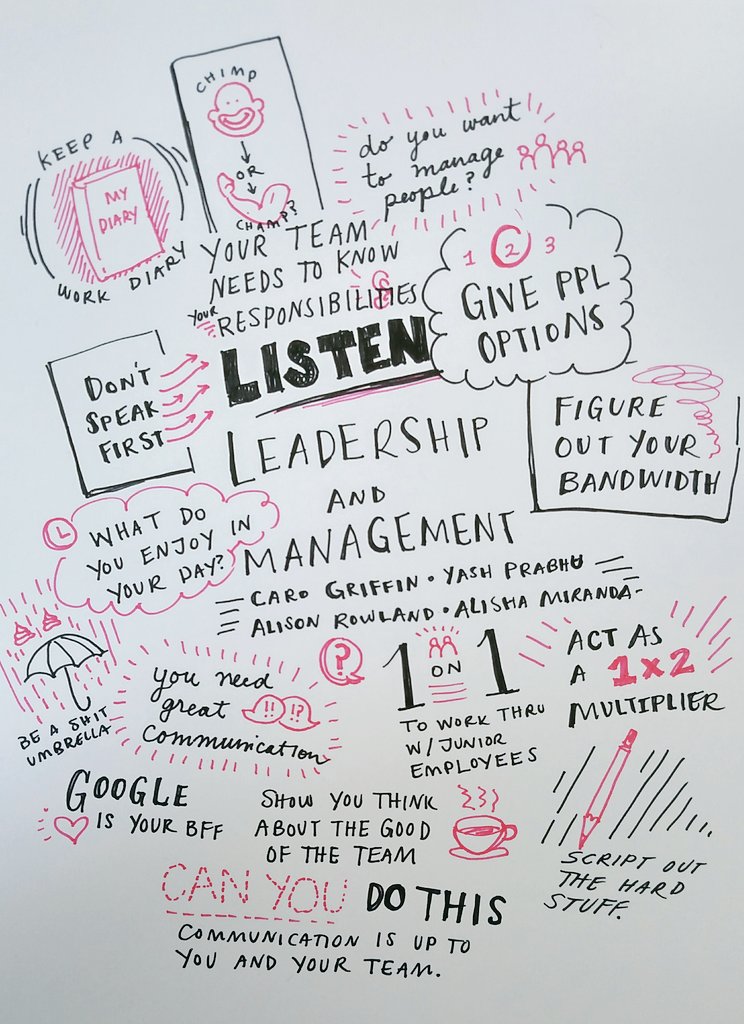 CHIMP
OR
CHAMP?
KEEP A
MY
DIARY
WORK DIARY
do you want
to manage
people?
YOUR TEAM
NEEDS TO KNOW
YOUR RESPONSIBILITIES
1 2 3
GIVE PPL
OPTIONS
DON'T
SPEAK
FIRST
LISTEN
FIGURE
OUT YOUR
BANDWIDTH
LEADERSHIP
AND
MANAGEMENT
WHAT DO
YOU ENJOY IN
YOUR DAY?
CARO GRIFFIN · YASH PRABHU
ALISON ROWLAND · ALISHA MIRANDA
BE A SHIT
UMBRELLA
you need
great
!! !?
communication
?
1 ON 1
TO WORK THRU
W/ JUNIOR
EMPLOYEES
ACT AS
A 1x2
MULTIPLIER
GOOGLE
IS YOUR BFF
SHOW YOU THINK
ABOUT THE GOOD
OF THE TEAM
SCRIPT OUT
THE HARD
STUFF.
CAN YOU DO THIS
COMMUNICATION IS UP TO
YOU AND YOUR TEAM.